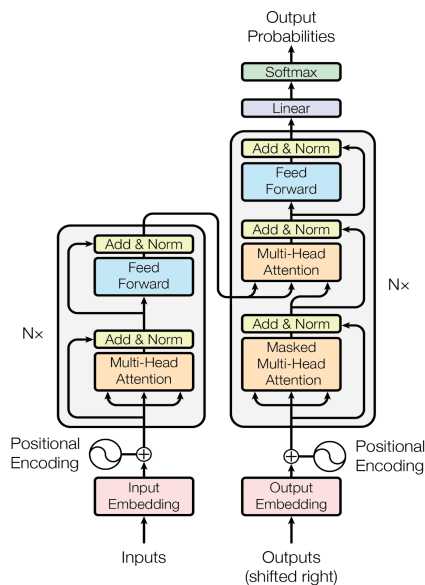 Output
Probabilities
Softmax
Linear
Add & Norm
Feed
Forward
Add & Norm
Multi-Head
Attention
Add & Norm
Masked
Multi-Head
Attention
N×
Add & Norm
Feed
Forward
Add & Norm
Multi-Head
Attention
N×
Positional
Encoding
Positional
Encoding
Input
Embedding
Output
Embedding
Inputs
Outputs
(shifted right)